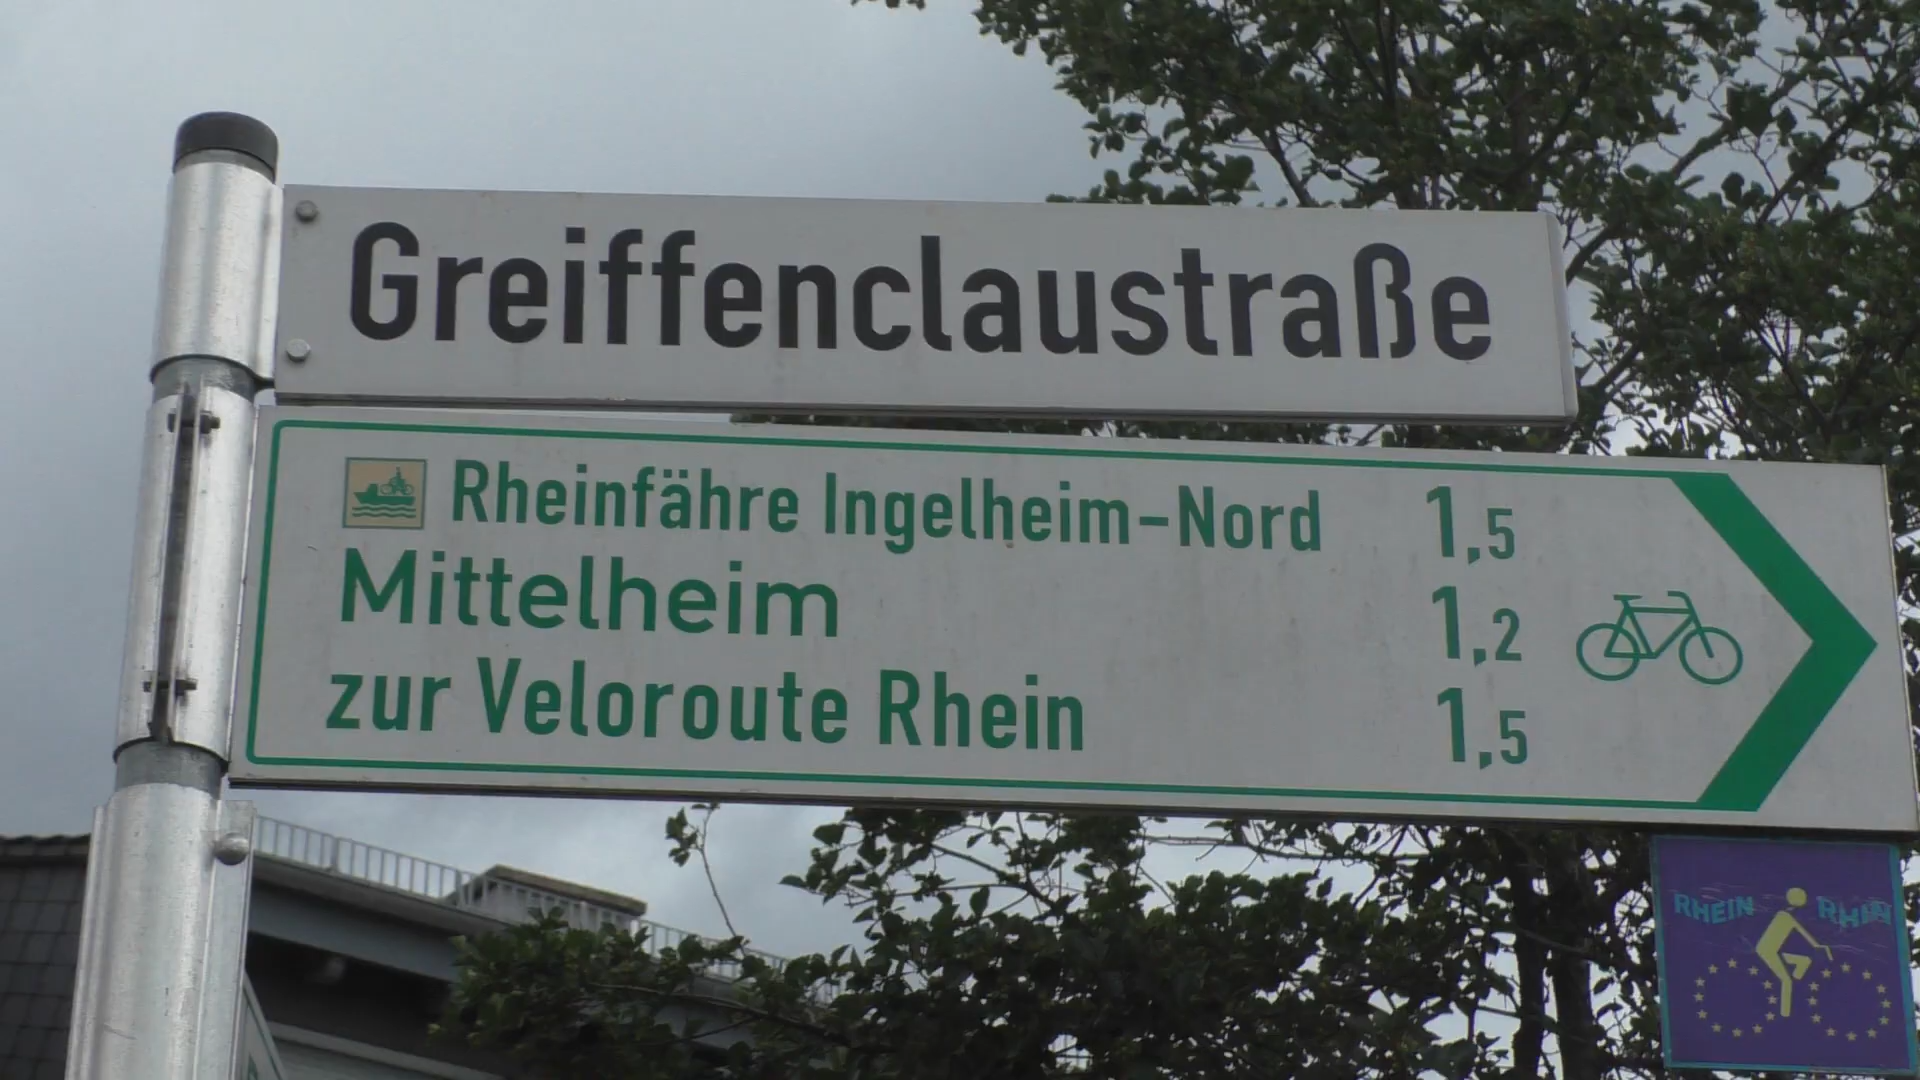 Greiffenclaustraße
Rheinfähre Ingelheim-Nord 1,5
Mittelheim 1,2
zur Veloroute Rhein 1,5
RHEIN RHIN